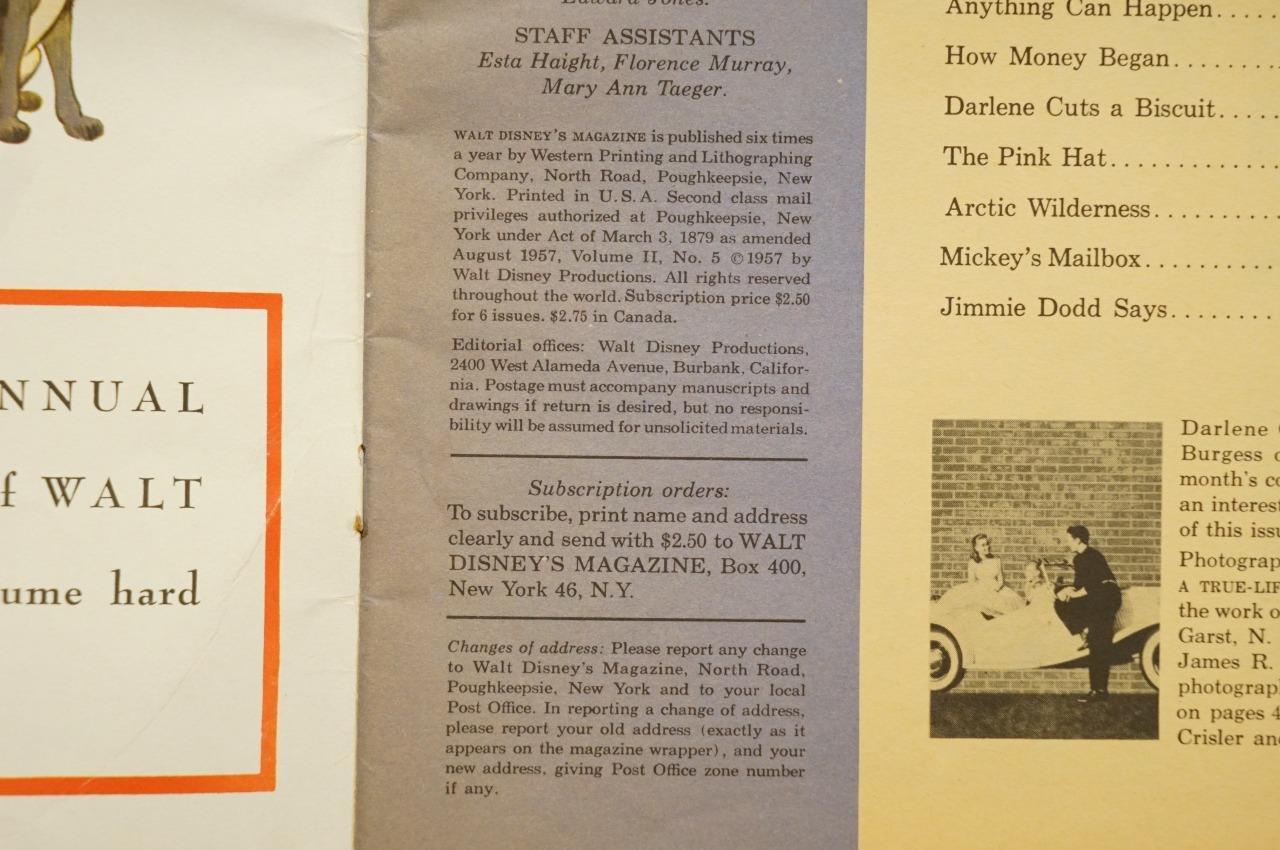 NNUAL
f WALT
ume hard
Edward Jones.
STAFF ASSISTANTS
Esta Haight, Florence Murray,
Mary Ann Taeger.
WALT DISNEY'S MAGAZINE is published six times
a year by Western Printing and Lithographing
Company, North Road, Poughkeepsie, New
York. Printed in U.S.A. Second class mail
privileges authorized at Poughkeepsie, New
York under Act of March 3, 1879 as amended
August 1957, Volume II, No. 5 ©1957 by
Walt Disney Productions. All rights reserved
throughout the world. Subscription price $2.50
for 6 issues. $2.75 in Canada.
Editorial offices: Walt Disney Productions,
2400 West Alameda Avenue, Burbank, Califor-
nia. Postage must accompany manuscripts and
drawings if return is desired, but no responsi-
bility will be assumed for unsolicited materials.
Subscription orders:
To subscribe, print name and address
clearly and send with $2.50 to WALT
DISNEY'S MAGAZINE, Box 400,
New York 46, N.Y.
Changes of address: Please report any change
to Walt Disney's Magazine, North Road,
Poughkeepsie, New York and to your local
Post Office. In reporting a change of address,
please report your old address (exactly as it
appears on the magazine wrapper), and your
new address, giving Post Office zone number
if any.
Anything Can Happen.....
How Money Began........
Darlene Cuts a Biscuit.....
The Pink Hat............
Arctic Wilderness.........
Mickey's Mailbox..........
Jimmie Dodd Says........
Darlene
Burgess
month's
an
of this
A TRUE-
the work
Garst, N.
James R.
on pages 4
Crisler